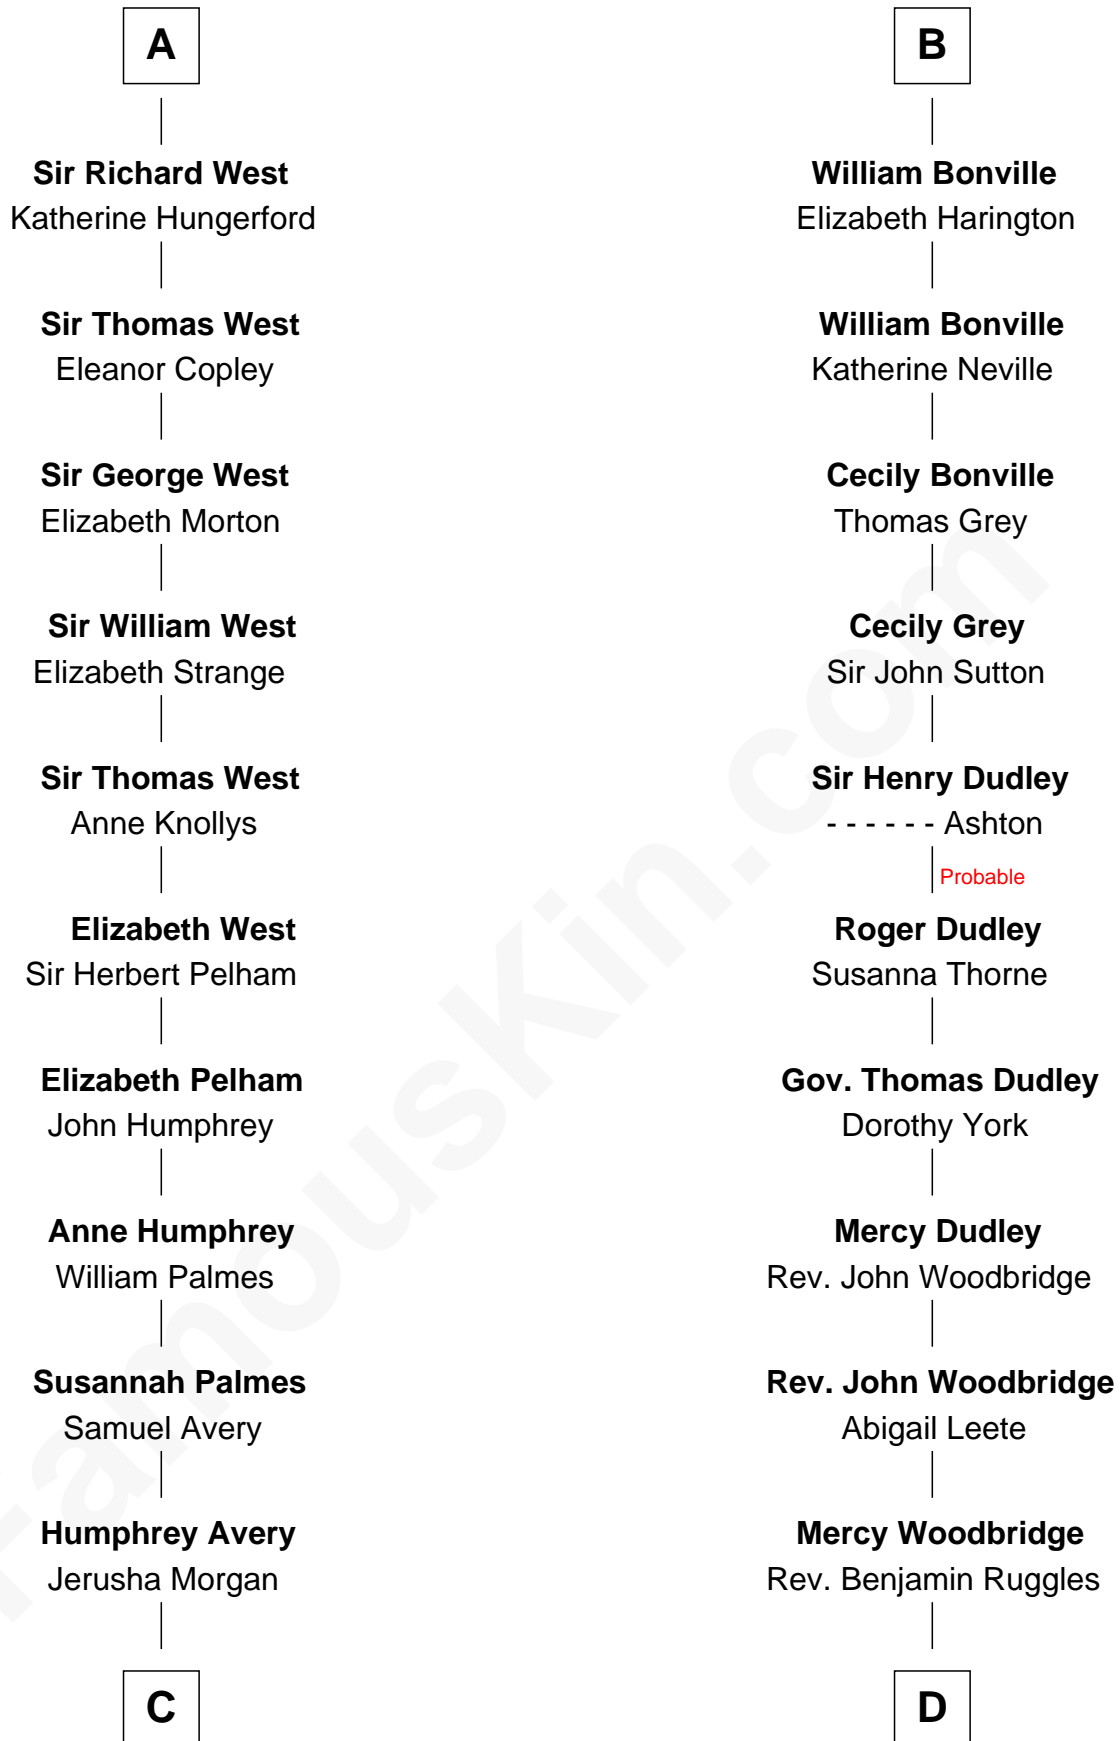 A
Sir Richard West
Katherine Hungerford
Sir Thomas West
Eleanor Copley
Sir George West
Elizabeth Morton
Sir William West
Elizabeth Strange
Sir Thomas West
Anne Knollys
Elizabeth West
Sir Herbert Pelham
Elizabeth Pelham
John Humphrey
Anne Humphrey
William Palmes
Susannah Palmes
Samuel Avery
Humphrey Avery
Jerusha Morgan
C
B
William Bonville
Elizabeth Harington
William Bonville
Katherine Neville
Cecily Bonville
Thomas Grey
Cecily Grey
Sir John Sutton
Sir Henry Dudley
- - - - - - Ashton
Probable
Roger Dudley
Susanna Thorne
Gov. Thomas Dudley
Dorothy York
Mercy Dudley
Rev. John Woodbridge
Rev. John Woodbridge
Abigail Leete
Mercy Woodbridge
Rev. Benjamin Ruggles
D
FamousKin.com